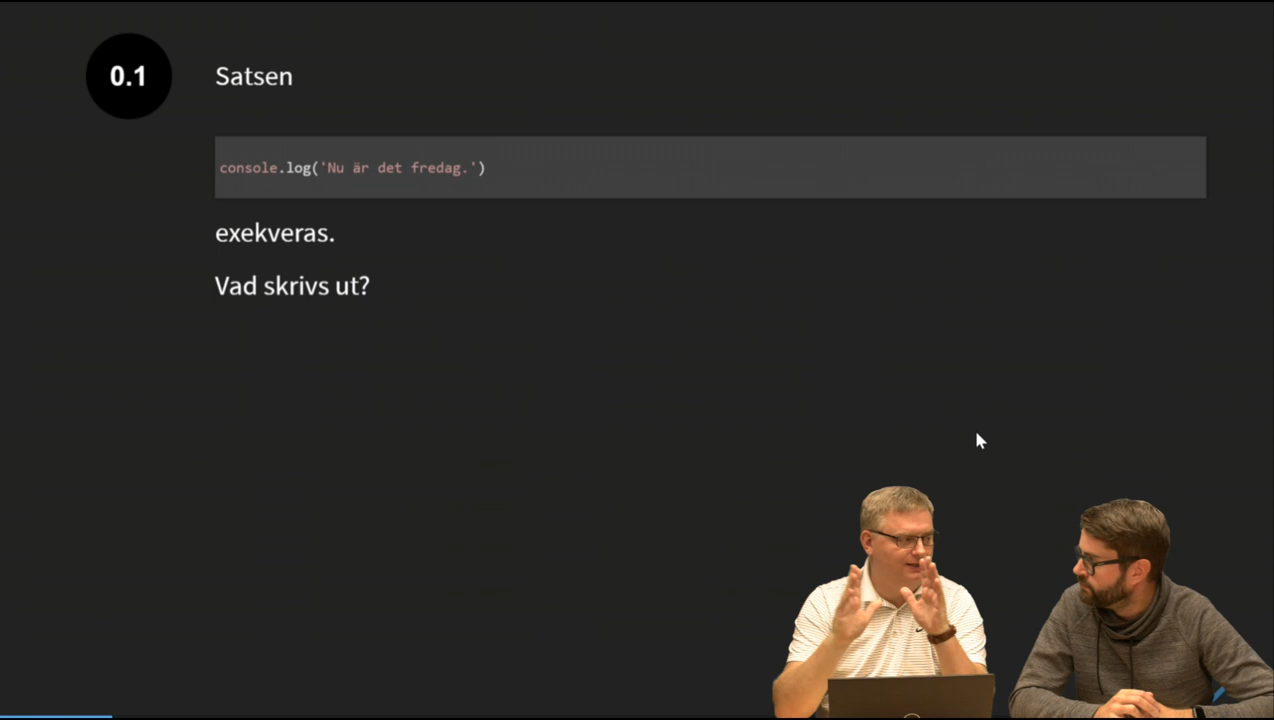 0.1
Satsen
console.log('Nu är det fredag.')
exekveras.
Vad skrivs ut?